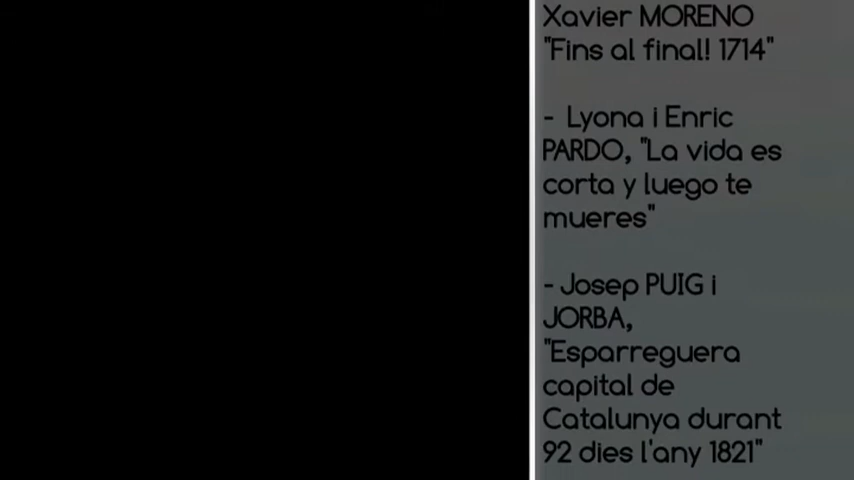 Xavier MORENO
"Fins al final! 1714"
- Lyona i Enric
PARDO, "La vida es
corta y luego te
mueres"
- Josep PUIG i
JORBA,
"Esparreguera
capital de
Catalunya durant
92 dies l'any 1821"